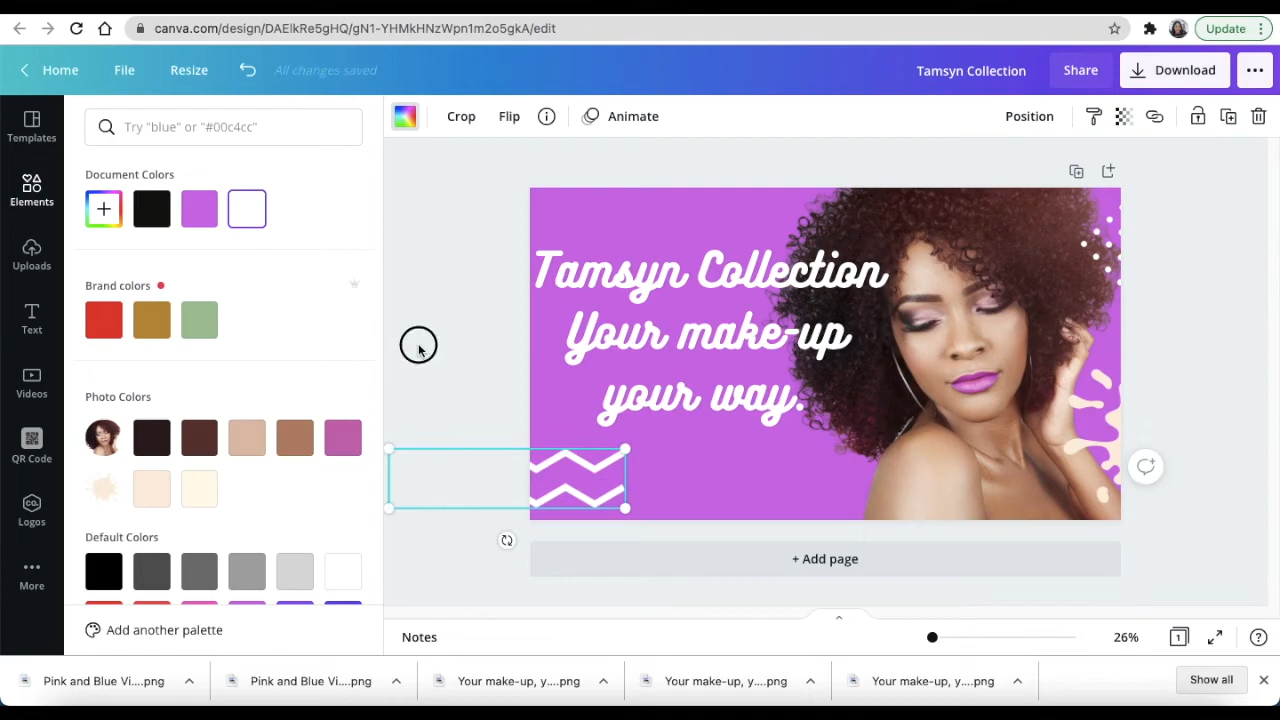 canva.com/design/DAElkRe5gHQ/gN1-YHMkHNzWpn1m2o5gkA/edit
Update
Home
File
Resize
All changes saved
Tamsyn Collection
Share
Download
Templates
Elements
Uploads
Text
Videos
QR Code
CO.
Logos
More
Try "blue" or "#00c4cc"
Document Colors
Brand colors
Photo Colors
Default Colors
Add another palette
Crop
Flip
Animate
Position
Tamsyn Collection
Your make-up
your way.
+ Add page
Notes
26%
1
Pink and Blue Vi....png
Pink and Blue Vi....png
Your make-up, y....png
Your make-up, y....png
Your make-up, y....png
Show all